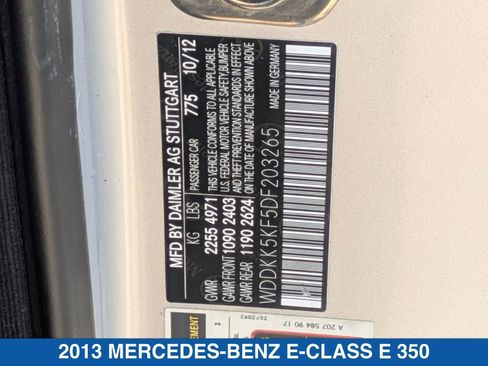 MFD BY DAIMLER AG STUTTGART
PASSENGER CAR 775 10/12
KG LBS THIS VEHICLE CONFORMS TO ALL APPLICABLE
GVWR 2255 4971 U.S. FEDERAL MOTOR VEHICLE SAFETY, BUMPER
GAWR FRONT 1090 2403 AND THEFT PREVENTION STANDARDS IN EFFECT
GAWR REAR 1190 2624 ON THE DATE OF MANUFACTURE SHOWN ABOVE
MADE IN GERMANY
WDDKK5KF5DF203265
A 207 584 90 17
2
2013 MERCEDES-BENZ E-CLASS E 350